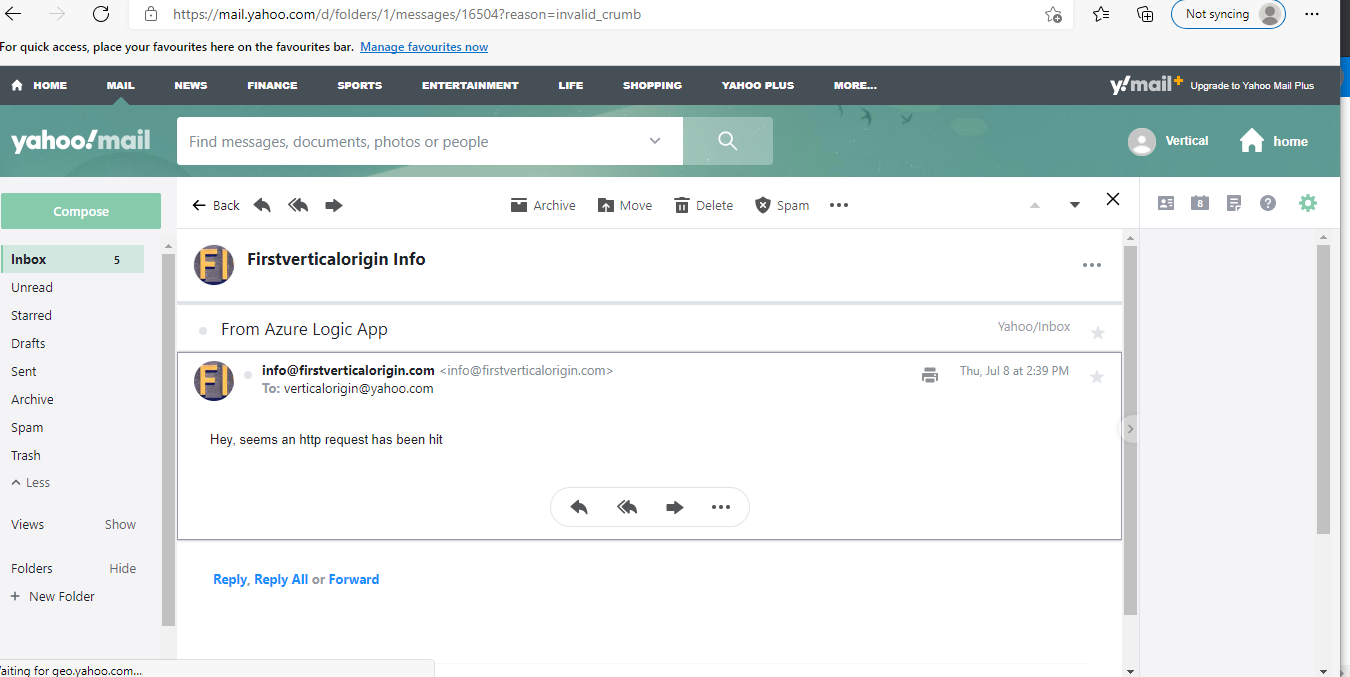 https://mail.yahoo.com/d/folders/1/messages/16504?reason=invalid_crumb
Not syncing
For quick access, place your favourites here on the favourites bar. Manage favourites now
HOME MAIL NEWS FINANCE SPORTS ENTERTAINMENT LIFE SHOPPING YAHOO PLUS MORE... y!mail+ Upgrade to Yahoo Mail Plus
yahoo!mail Find messages, documents, photos or people Vertical home
Compose
Back Archive Move Delete Spam
8
Inbox 5
Unread
Starred
Drafts
Sent
Archive
Spam
Trash
Less
Views Show
Folders Hide
+ New Folder
FI Firstverticalorigin Info
From Azure Logic App Yahoo/Inbox
FI info@firstverticalorigin.com <info@firstverticalorigin.com> Thu, Jul 8 at 2:39 PM
To: verticalorigin@yahoo.com
Hey, seems an http request has been hit
Reply, Reply All or Forward
aiting for geo.yahoo.com...